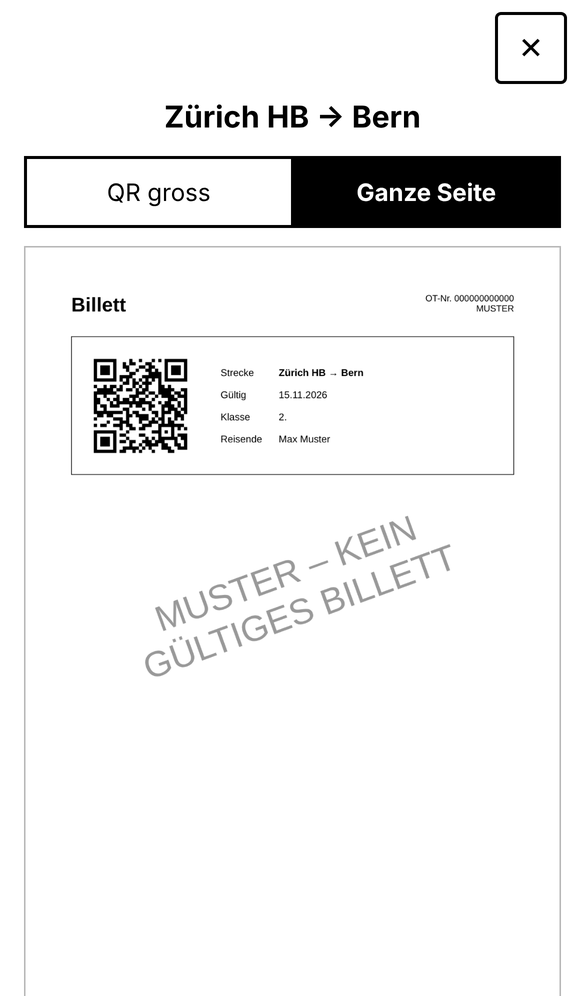 ×
Zürich HB → Bern
QR gross
Ganze Seite
Billett
OT-Nr. 000000000000
MUSTER
Strecke Zürich HB → Bern
Gültig 15.11.2026
Klasse 2.
Reisende Max Muster
MUSTER – KEIN
GÜLTIGES BILLETT